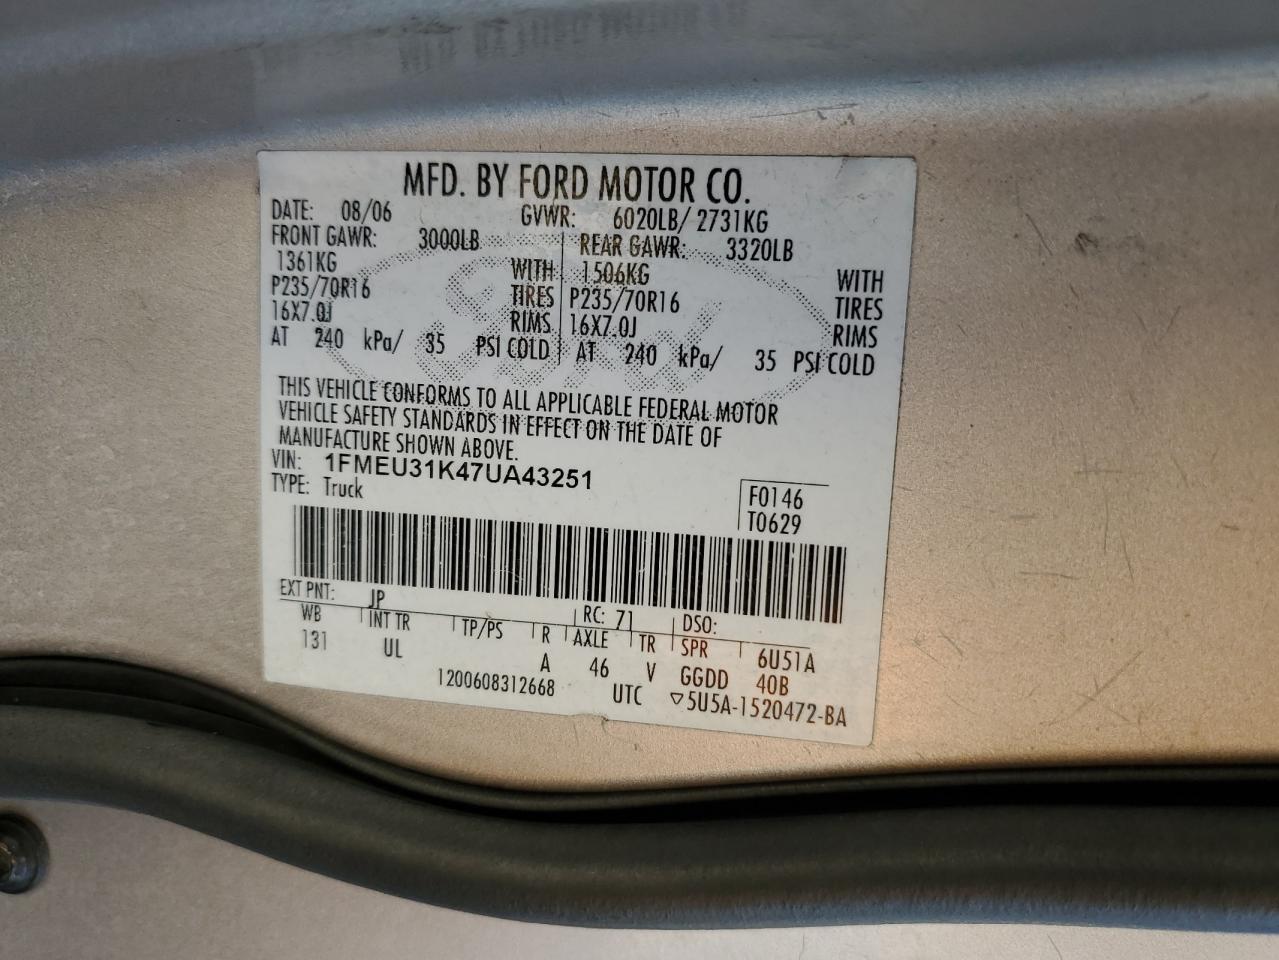 MFD. BY FORD MOTOR CO.
DATE: 08/06 GVWR: 6020LB/ 2731KG
FRONT GAWR: 3000LB REAR GAWR: 3320LB
1361KG WITH 1506KG WITH
P235/70R16 TIRES P235/70R16 TIRES
16X7.0J RIMS 16X7.0J RIMS
AT 240 kPa/ 35 PSI COLD AT 240 kPa/ 35 PSI COLD
THIS VEHICLE CONFORMS TO ALL APPLICABLE FEDERAL MOTOR
VEHICLE SAFETY STANDARDS IN EFFECT ON THE DATE OF
MANUFACTURE SHOWN ABOVE.
VIN: 1FMEU31K47UA43251
TYPE: Truck
F0146
T0629
EXT PNT: JP RC: 71 DSO:
WB INT TR TP/PS R AXLE TR SPR 6U51A
131 UL A 46 V GGDD 40B
1200608312668 UTC ▽5U5A-1520472-BA